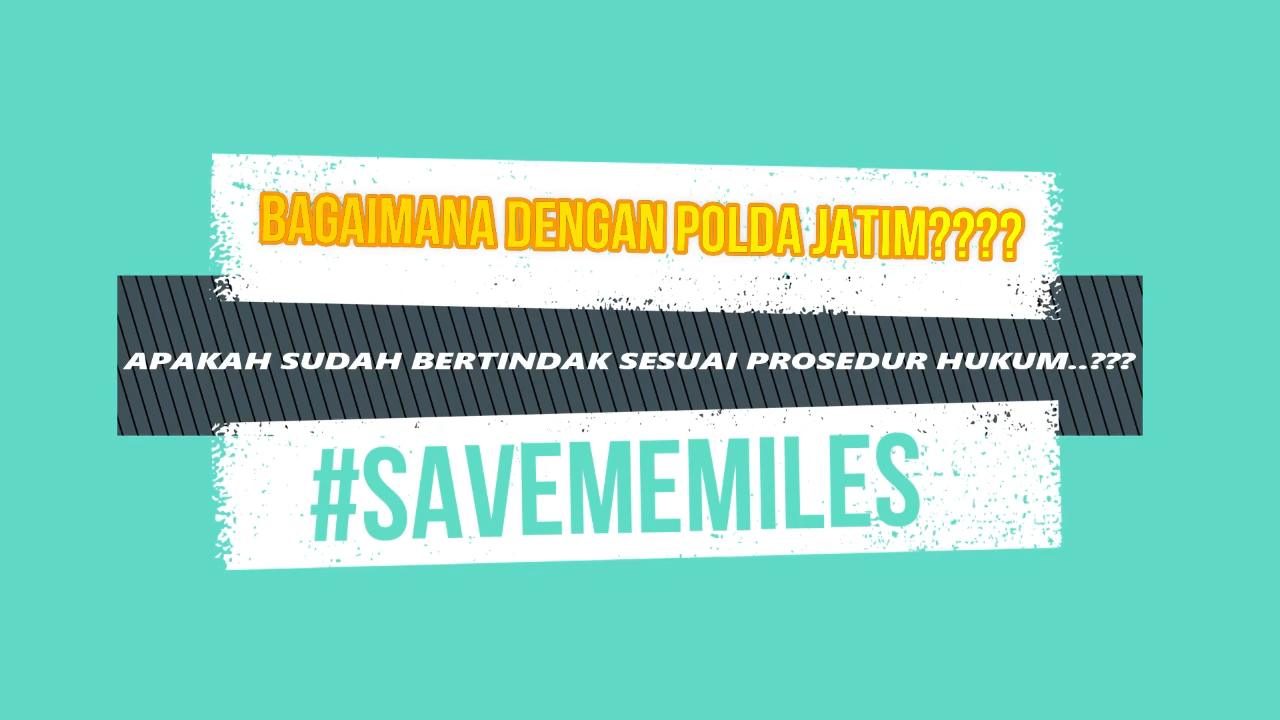 BAGAIMANA DENGAN POLDA JATIM????
APAKAH SUDAH BERTINDAK SESUAI PROSEDUR HUKUM..???
#SAVEMEMILES